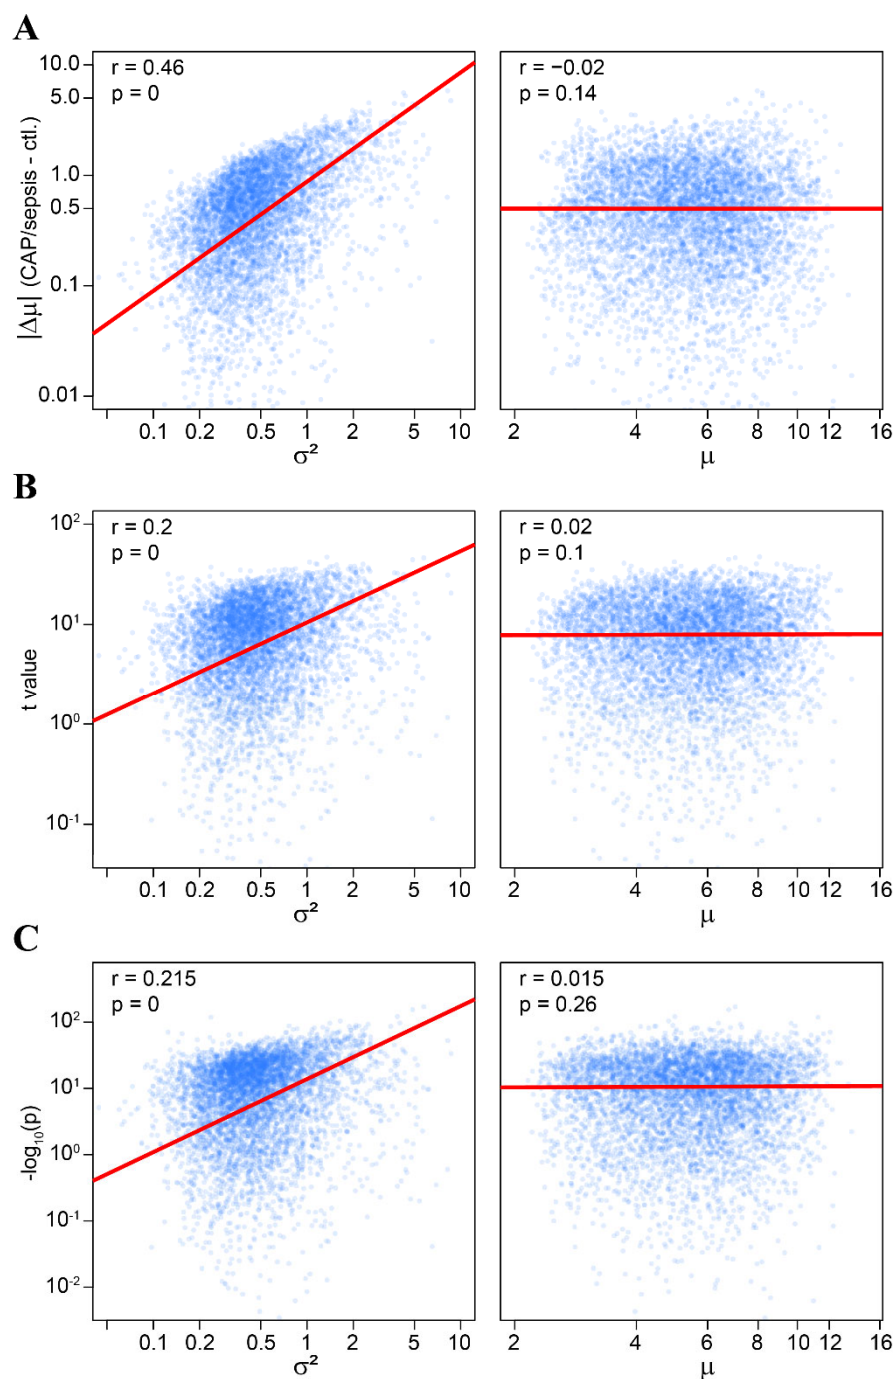 A
r = 0.46
p = 0
r = −0.02
p = 0.14
|Δμ| (CAP/sepsis - ctl.)
10.0
5.0
1.0
0.5
0.1
0.01
0.1 0.2 0.5 1 2 5 10
σ²
2 4 6 8 10 12 16
μ
B
r = 0.2
p = 0
r = 0.02
p = 0.1
t value
10²
10¹
10⁰
10⁻¹
0.1 0.2 0.5 1 2 5 10
σ²
2 4 6 8 10 12 16
μ
C
r = 0.215
p = 0
r = 0.015
p = 0.26
-log₁₀(p)
10²
10¹
10⁰
10⁻¹
10⁻²
0.1 0.2 0.5 1 2 5 10
σ²
2 4 6 8 10 12 16
μ